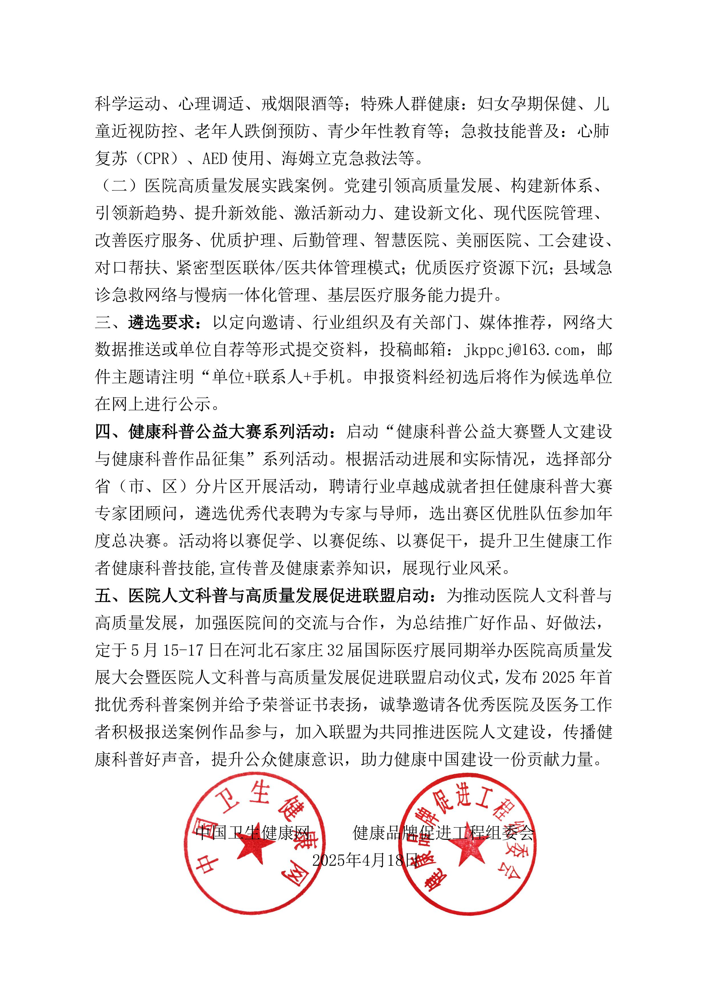 科学运动、心理调适、戒烟限酒等；特殊人群健康：妇女孕期保健、儿
童近视防控、老年人跌倒预防、青少年性教育等；急救技能普及：心肺
复苏（CPR）、AED 使用、海姆立克急救法等。
（二）医院高质量发展实践案例。党建引领高质量发展、构建新体系、
引领新趋势、提升新效能、激活新动力、建设新文化、现代医院管理、
改善医疗服务、优质护理、后勤管理、智慧医院、美丽医院、工会建设、
对口帮扶、紧密型医联体/医共体管理模式；优质医疗资源下沉；县域急
诊急救网络与慢病一体化管理、基层医疗服务能力提升。
三、遴选要求：以定向邀请、行业组织及有关部门、媒体推荐，网络大
数据推送或单位自荐等形式提交资料，投稿邮箱：jkppcj@163.com，邮
件主题请注明“单位+联系人+手机。申报资料经初选后将作为候选单位
在网上进行公示。
四、健康科普公益大赛系列活动：启动“健康科普公益大赛暨人文建设
与健康科普作品征集”系列活动。根据活动进展和实际情况，选择部分
省（市、区）分片区开展活动，聘请行业卓越成就者担任健康科普大赛
专家团顾问，遴选优秀代表聘为专家与导师，选出赛区优胜队伍参加年
度总决赛。活动将以赛促学、以赛促练、以赛促干，提升卫生健康工作
者健康科普技能,宣传普及健康素养知识，展现行业风采。
五、医院人文科普与高质量发展促进联盟启动：为推动医院人文科普与
高质量发展，加强医院间的交流与合作，为总结推广好作品、好做法，
定于 5 月 15-17 日在河北石家庄 32 届国际医疗展同期举办医院高质量发
展大会暨医院人文科普与高质量发展促进联盟启动仪式，发布 2025 年首
批优秀科普案例并给予荣誉证书表扬，诚挚邀请各优秀医院及医务工作
者积极报送案例作品参与，加入联盟为共同推进医院人文建设，传播健
康科普好声音，提升公众健康意识，助力健康中国建设一份贡献力量。
中国卫生健康网
健康品牌促进工程组委会
中国卫生健康网 健康品牌促进工程组委会
2025年4月18日